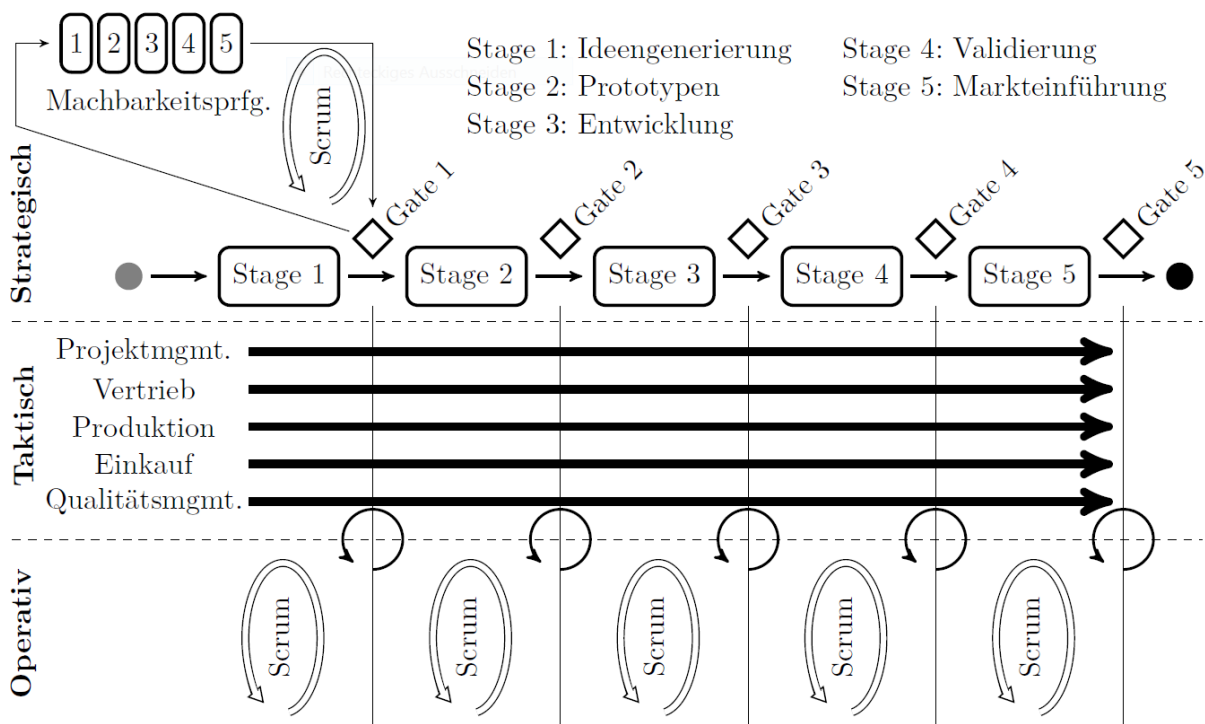 1 2 3 4 5
Machbarkeitsprfg.
Scrum
Stage 1: Ideengenerierung
Stage 2: Prototypen
Stage 3: Entwicklung
Stage 4: Validierung
Stage 5: Markteinführung
Rechteckiges Ausschneiden
Strategisch
Gate 1
Gate 2
Gate 3
Gate 4
Gate 5
Stage 1
Stage 2
Stage 3
Stage 4
Stage 5
Taktisch
Projektmgmt.
Vertrieb
Produktion
Einkauf
Qualitätsmgmt.
Operativ
Scrum
Scrum
Scrum
Scrum
Scrum